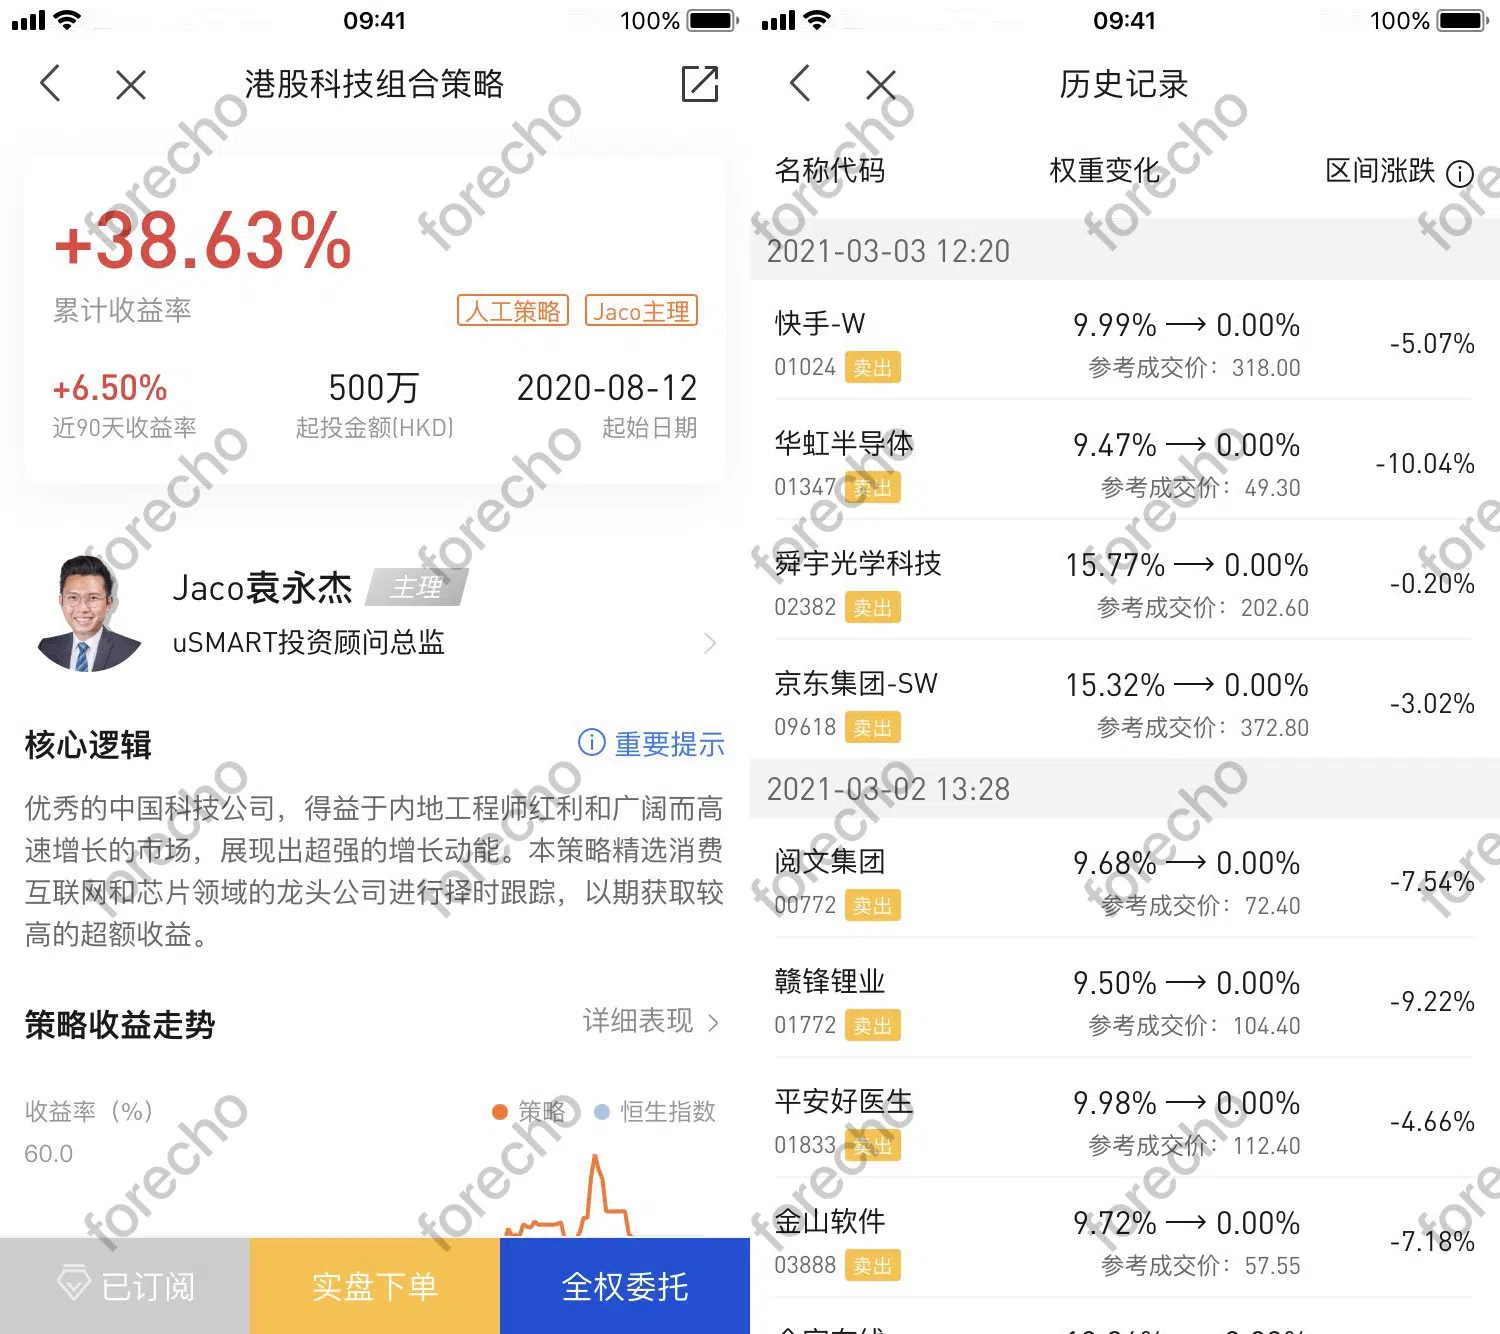 09:41
100%
港股科技组合策略
+38.63%
累计收益率
人工策略
Jaco主理
+6.50%
500万
2020-08-12
近90天收益率
起投金额(HKD)
起始日期
Jaco袁永杰
主理
uSMART投资顾问总监
核心逻辑
重要提示
优秀的中国科技公司，得益于内地工程师红利和广阔而高
速增长的市场，展现出超强的增长动能。本策略精选消费
互联网和芯片领域的龙头公司进行择时跟踪，以期获取较
高的超额收益。
策略收益走势
详细表现
收益率（%）
策略
恒生指数
60.0
已订阅
实盘下单
全权委托
09:41
100%
历史记录
名称代码
权重变化
区间涨跌
2021-03-03 12:20
快手-W
9.99% → 0.00%
-5.07%
01024 卖出
参考成交价：318.00
华虹半导体
9.47% → 0.00%
-10.04%
01347 卖出
参考成交价：49.30
舜宇光学科技
15.77% → 0.00%
-0.20%
02382 卖出
参考成交价：202.60
京东集团-SW
15.32% → 0.00%
-3.02%
09618 卖出
参考成交价：372.80
2021-03-02 13:28
阅文集团
9.68% → 0.00%
-7.54%
00772 卖出
参考成交价：72.40
赣锋锂业
9.50% → 0.00%
-9.22%
01772 卖出
参考成交价：104.40
平安好医生
9.98% → 0.00%
-4.66%
01833 卖出
参考成交价：112.40
金山软件
9.72% → 0.00%
-7.18%
03888 卖出
参考成交价：57.55
forecho